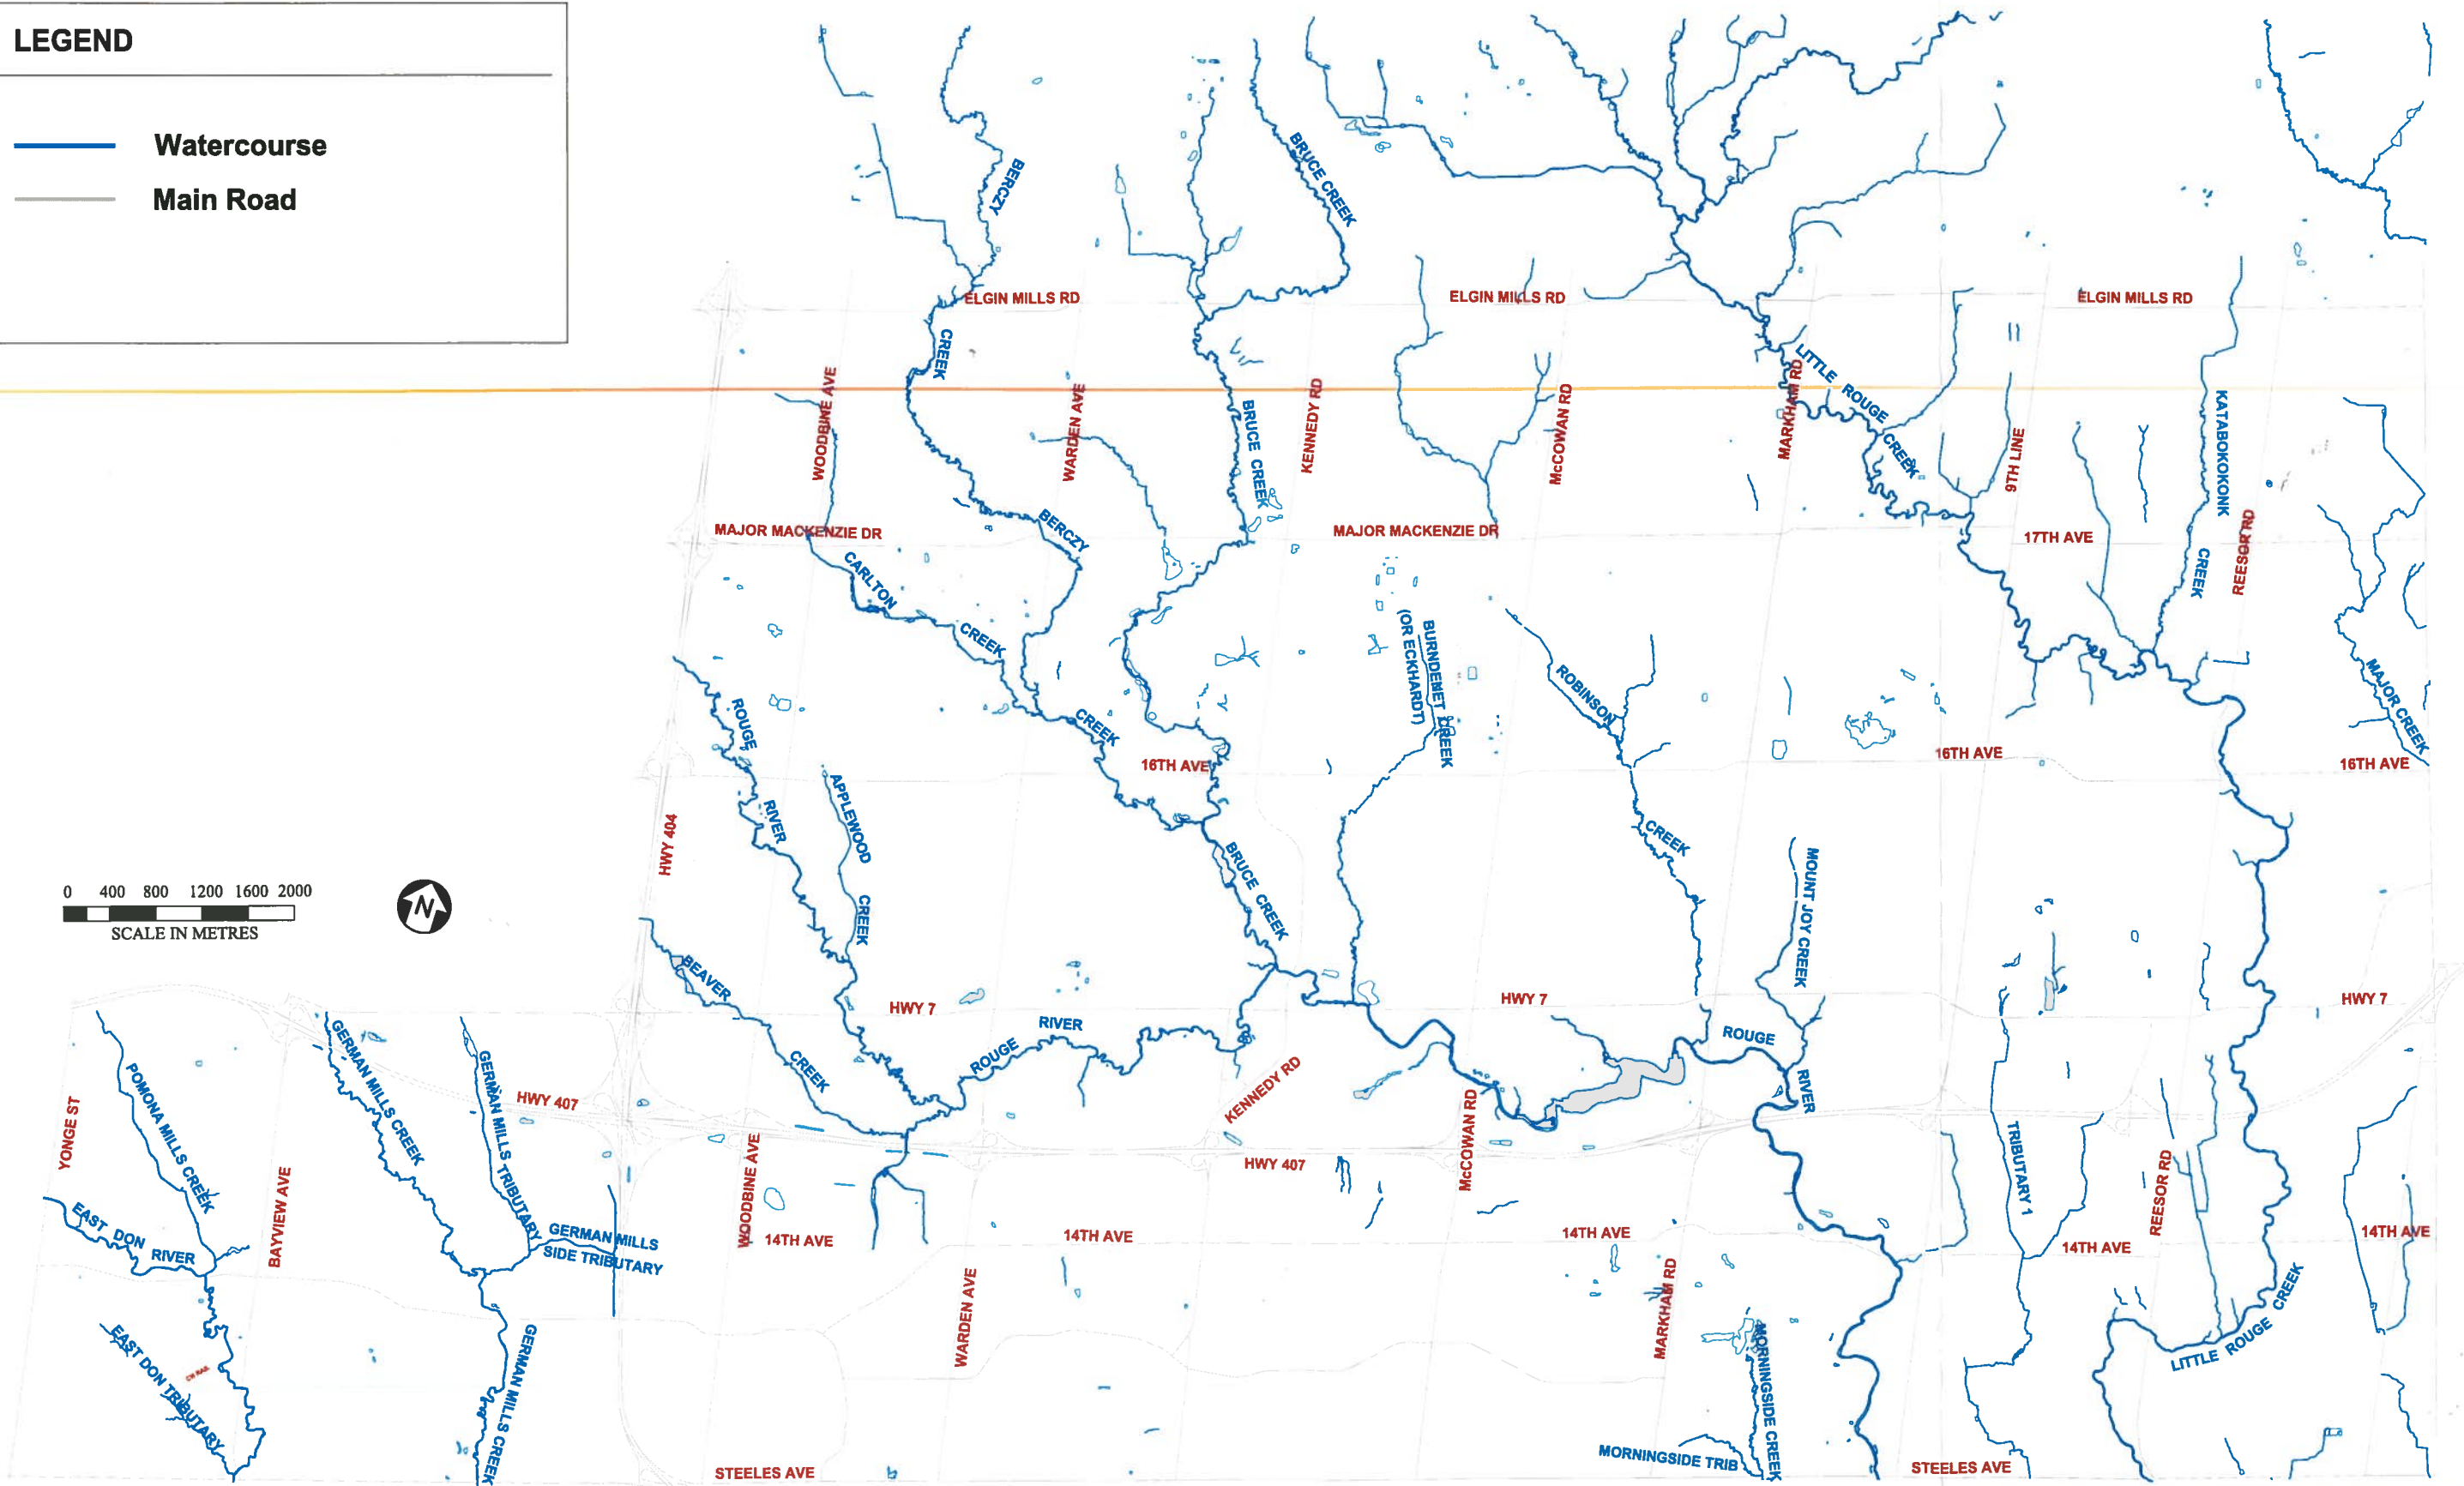 LEGEND
Watercourse
Main Road
BERCZY
BRUCE CREEK
ELGIN MILLS RD
ELGIN MILLS RD
ELGIN MILLS RD
CREEK
LITTLE ROUGE
CREEK
WOODBINE AVE
WARDEN AVE
BRUCE CREEK
KENNEDY RD
McCOWAN RD
MARKHAM RD
9TH LINE
KATABOKOKONK
CREEK
REESOR RD
MAJOR MACKENZIE DR
BERCZY
MAJOR MACKENZIE DR
17TH AVE
CARLTON
CREEK
BURNDENET CREEK
(OR ECKHARDT)
ROBINSON
CREEK
MAJOR CREEK
ROUGE
RIVER
CREEK
16TH AVE
16TH AVE
16TH AVE
APPLEWOOD
CREEK
HWY 404
BRUCE CREEK
MOUNT JOY CREEK
0 400 800 1200 1600 2000
SCALE IN METRES
N
BEAVER
CREEK
HWY 7
HWY 7
HWY 7
ROUGE
RIVER
ROUGE
RIVER
GERMAN MILLS CREEK
GERMAN MILLS TRIBUTARY
POMONA MILLS CREEK
YONGE ST
HWY 407
KENNEDY RD
McCOWAN RD
HWY 407
TRIBUTARY 1
REESOR RD
BAYVIEW AVE
WOODBINE AVE
EAST DON
RIVER
GERMAN MILLS
SIDE TRIBUTARY
14TH AVE
14TH AVE
14TH AVE
14TH AVE
14TH AVE
WARDEN AVE
MARKHAM RD
LITTLE ROUGE
CREEK
EAST DON TRIBUTARY
CN RAIL
GERMAN MILLS CREEK
MORNINGSIDE CREEK
MORNINGSIDE TRIB
STEELES AVE
STEELES AVE